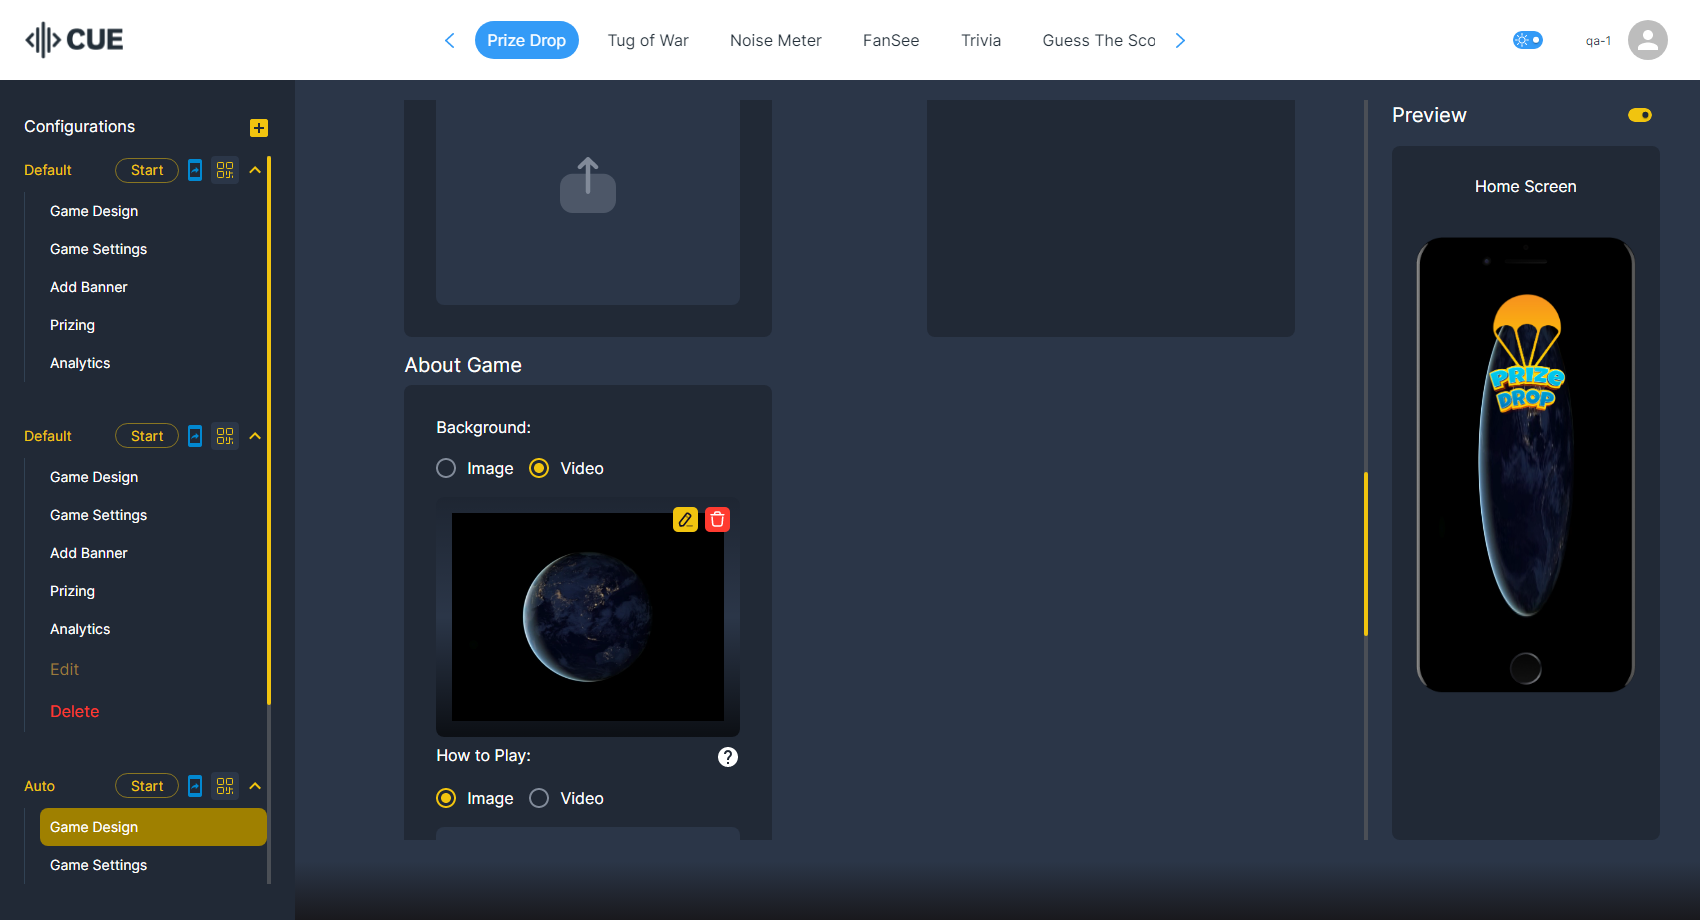 CUE
Prize Drop
Tug of War
Noise Meter
FanSee
Trivia
Guess The Sco
qa-1
Configurations
Default
Start
Game Design
Game Settings
Add Banner
Prizing
Analytics
Default
Start
Game Design
Game Settings
Add Banner
Prizing
Analytics
Edit
Delete
Auto
Start
Game Design
Game Settings
About Game
Background:
Image
Video
How to Play:
?
Image
Video
Preview
Home Screen
PRIZE
DROP